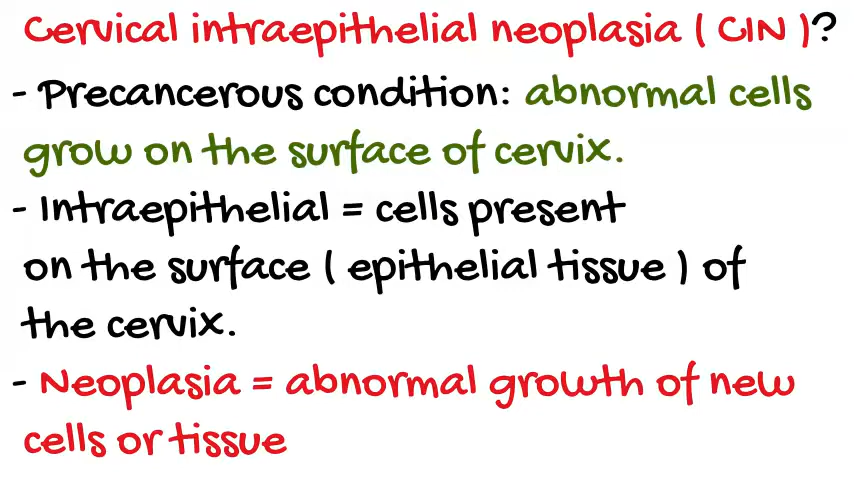 Cervical intraepithelial neoplasia ( CIN )?
- Precancerous condition: abnormal cells
grow on the surface of cervix.
- Intraepithelial = cells present
on the surface ( epithelial tissue ) of
the cervix.
- Neoplasia = abnormal growth of new
cells or tissue